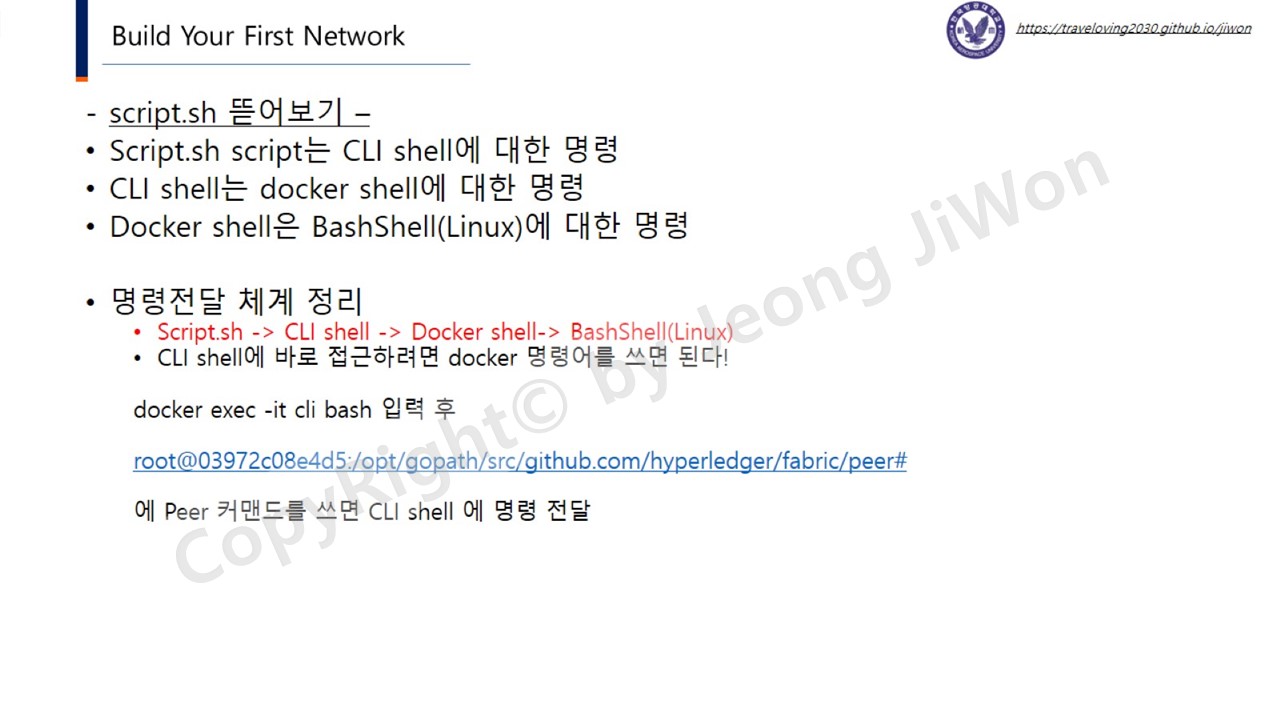 Build Your First Network
https://traveloving2030.github.io/jiwon
- script.sh 뜯어보기 –
• Script.sh script는 CLI shell에 대한 명령
• CLI shell는 docker shell에 대한 명령
• Docker shell은 BashShell(Linux)에 대한 명령
• 명령전달 체계 정리
• Script.sh -> CLI shell -> Docker shell-> BashShell(Linux)
• CLI shell에 바로 접근하려면 docker 명령어를 쓰면 된다!
docker exec -it cli bash 입력 후
root@03972c08e4d5:/opt/gopath/src/github.com/hyperledger/fabric/peer#
에 Peer 커맨드를 쓰면 CLI shell 에 명령 전달
CopyRight© by Jeong JiWon